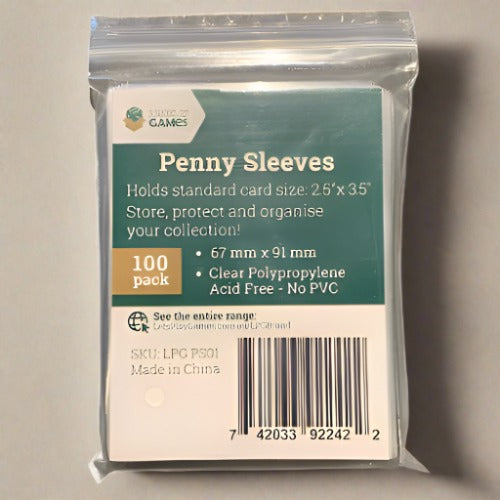 GAMES
Penny Sleeves
Holds standard card size: 2.5"x 3.5"
Store, protect and organise
your collection!
100
pack
• 67 mm x 91 mm
• Clear Polypropylene
Acid Free - No PVC
See the entire range:
SKU: LPG PS01
Made in China
7 42033 92242 2